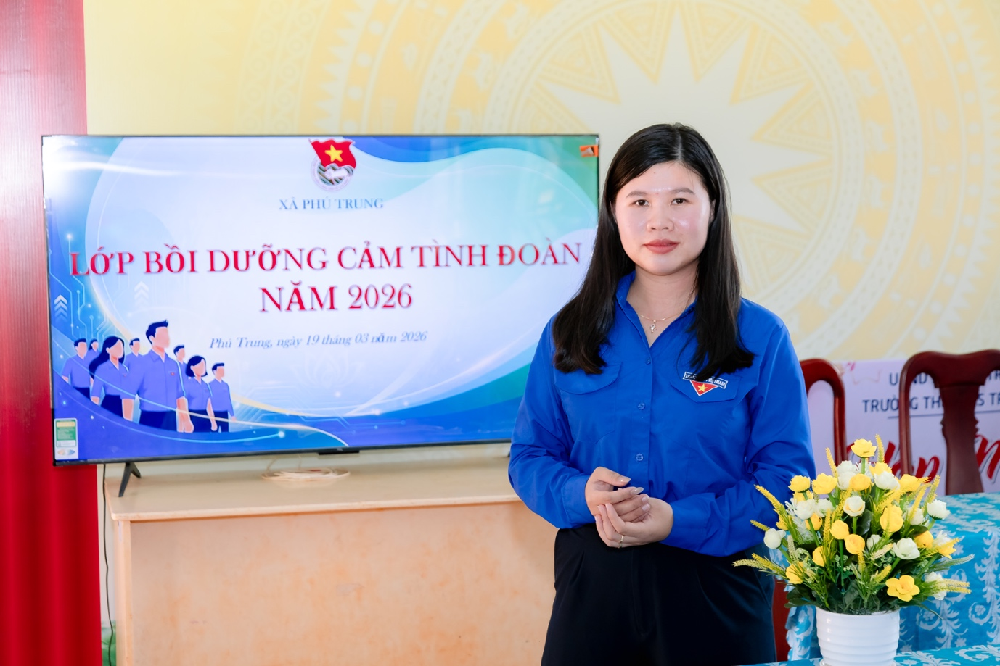 XÃ PHÚ TRUNG
LỚP BỒI DƯỠNG CẢM TÌNH ĐOÀN
NĂM 2026
Phú Trung, ngày 19 tháng 03 năm 2026
TRƯỜNG